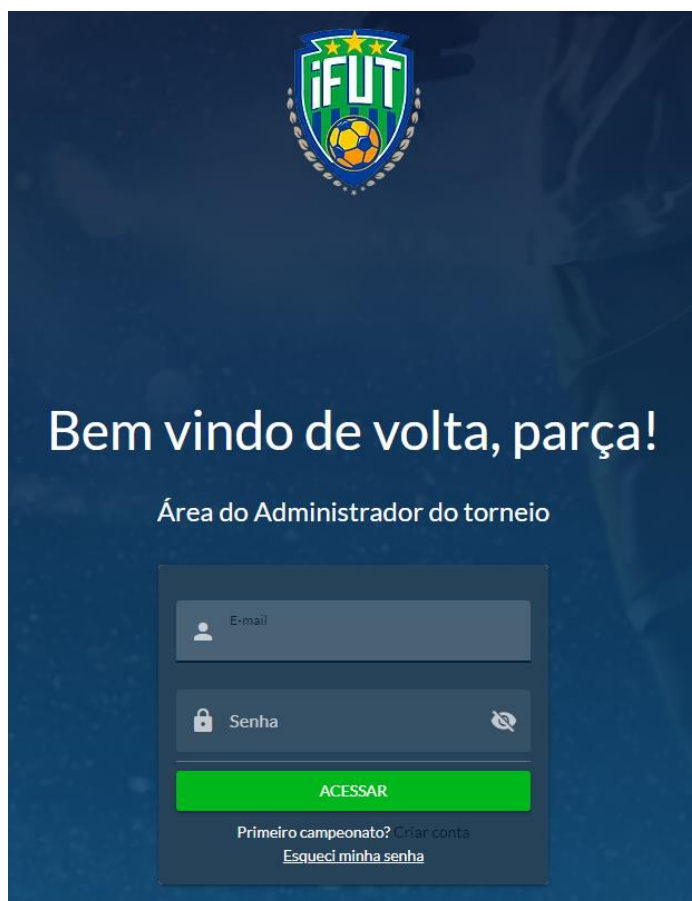 iFUT
Bem vindo de volta, parça!
Área do Administrador do torneio
E-mail
Senha
ACESSAR
Primeiro campeonato? Criar conta
Esqueci minha senha